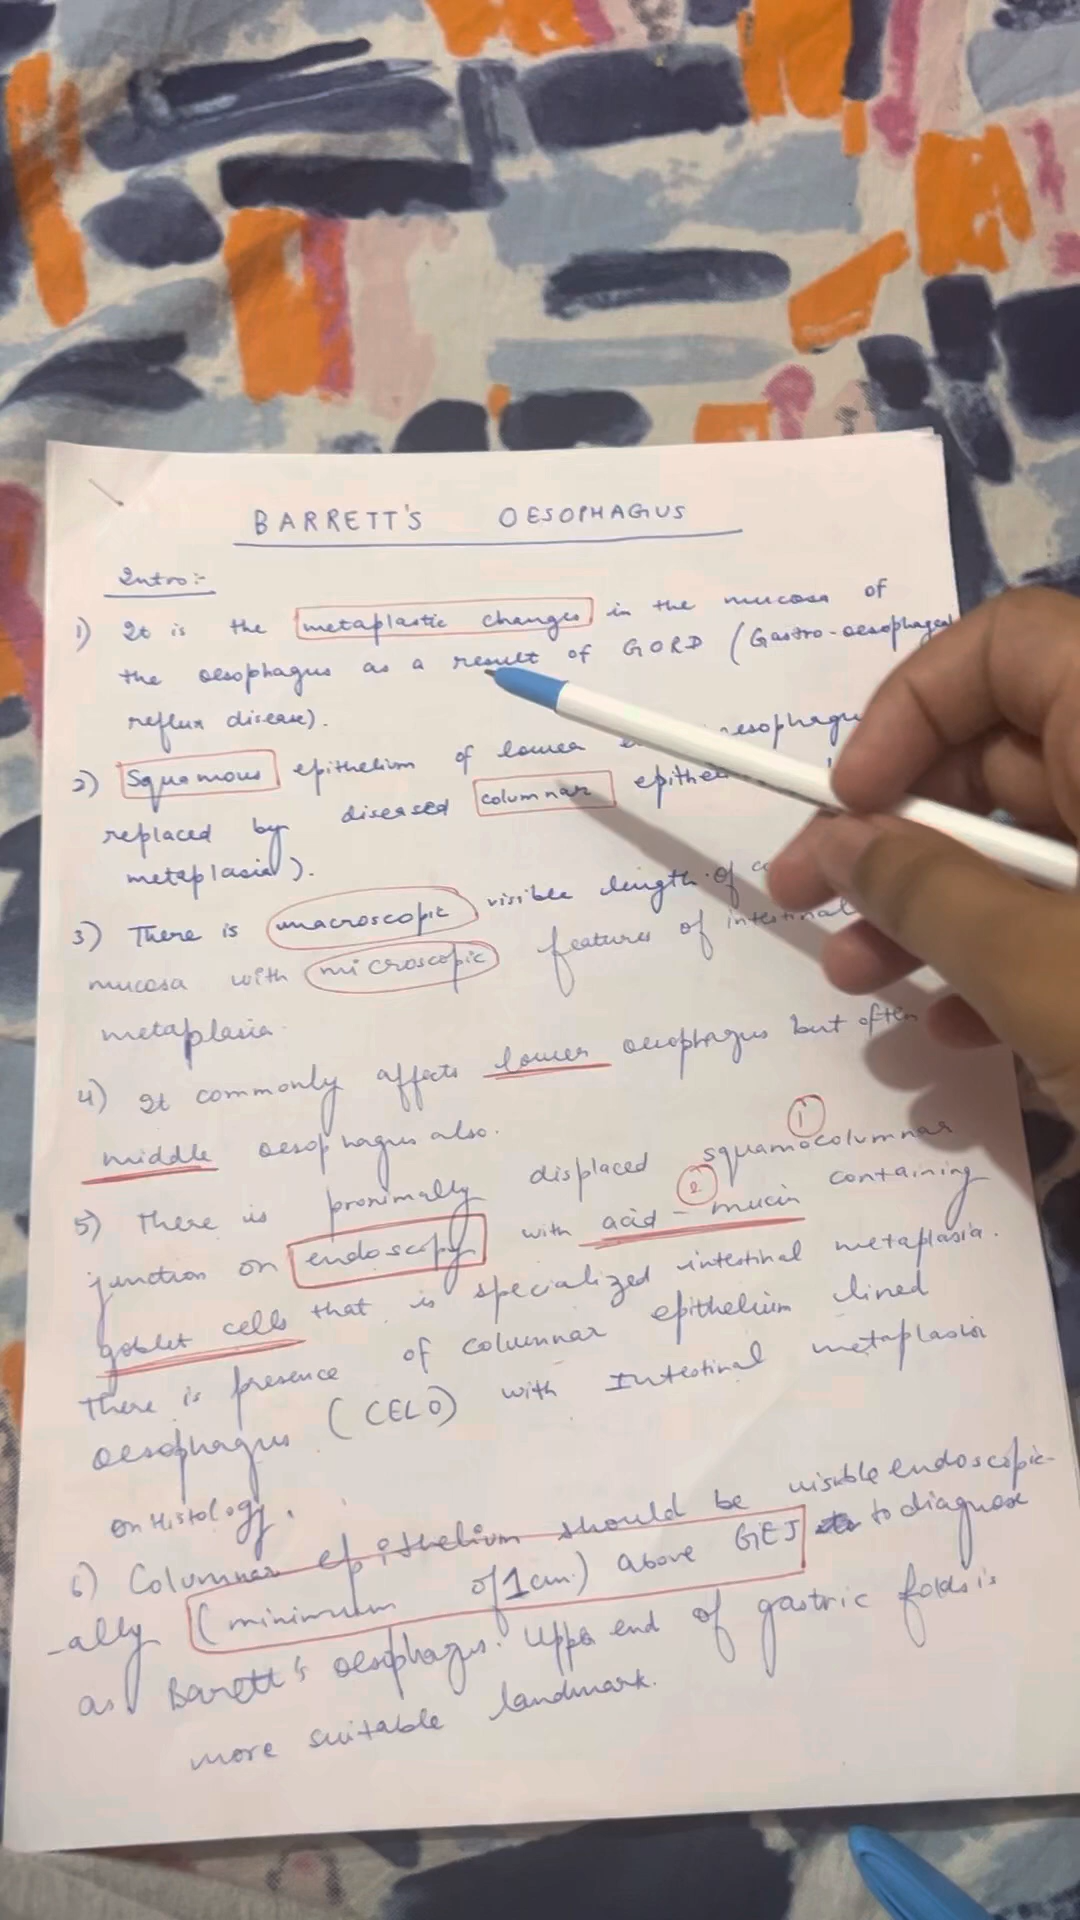 BARRETT'S OESOPHAGUS
Intro:-
1) It is the metaplastic changes in the mucosa of
the oesophagus as a result of GORD (Gastro-oesophageal
reflux disease).
2) Squamous epithelium of lower
replaced by diseased columnar
metaplasia).
3) There is macroscopic visible length of
mucosa with microscopic features of intestinal
metaplasia.
4) It commonly affects lower oesophagus but often
middle oesophagus also.
5) There is proximally displaced squamocolumnar 1
junction on endoscopy with acid-mucin containing 2
goblet cells that is specialized intestinal metaplasia.
There is presence of columnar epithelium lined
oesophagus (CELO) with Intestinal metaplasia
on Histology.
6) Columnar epithelium should be visible endoscopic-
-ally (minimum of 1 cm.) above GEJ to diagnose
as Barett's oesophagus. Upper end of gastric folds is
more suitable landmark.